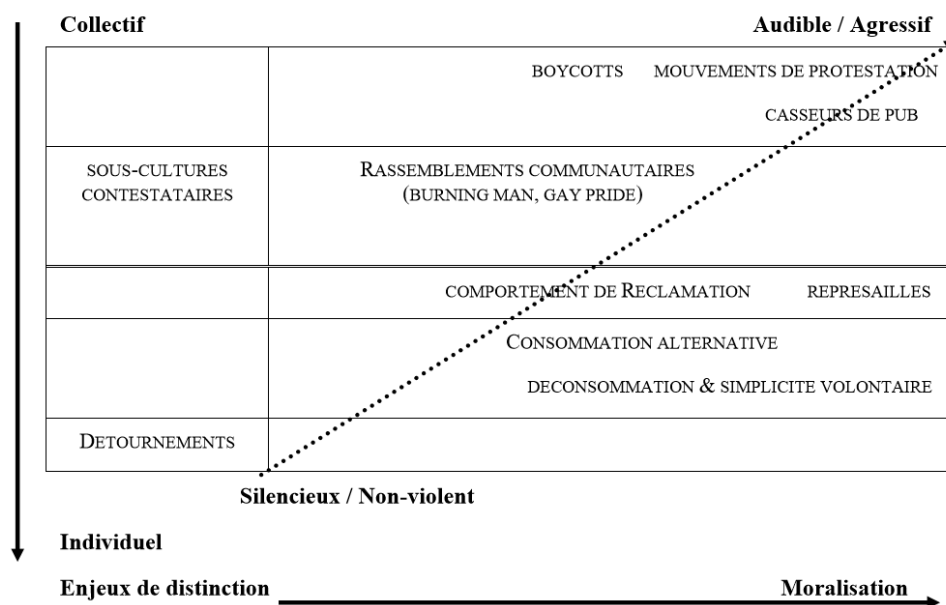 Collectif Audible / Agressif
BOYCOTTS MOUVEMENTS DE PROTESTATION
CASSEURS DE PUB
SOUS-CULTURES CONTESTATAIRES
RASSEMBLEMENTS COMMUNAUTAIRES
(BURNING MAN, GAY PRIDE)
COMPORTEMENT DE RECLAMATION REPRESAILLES
CONSOMMATION ALTERNATIVE
DECONSOMMATION & SIMPLICITE VOLONTAIRE
DETOURNEMENTS
Silencieux / Non-violent
Individuel
Enjeux de distinction Moralisation